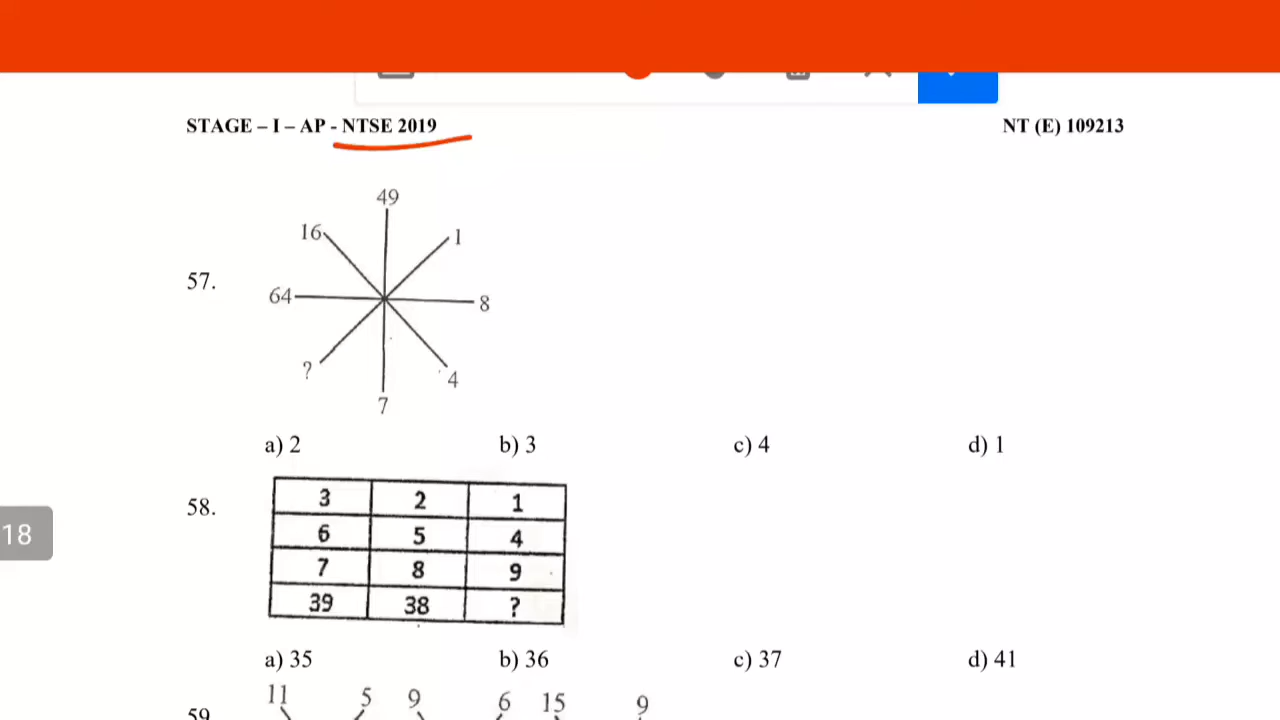 STAGE – I – AP - NTSE 2019 NT (E) 109213
49
16 1
57.
64 8
? 4
7
a) 2 b) 3 c) 4 d) 1
58.
3 2 1
6 5 4
7 8 9
39 38 ?
18
a) 35 b) 36 c) 37 d) 41
11 5 9 6 15 9
59